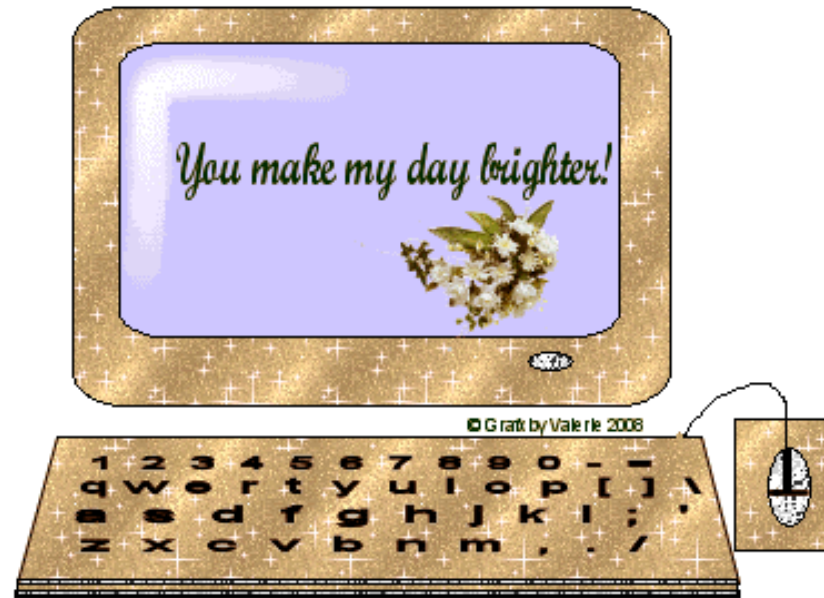 You make my day brighter!
© Grafx by Valerie 2008
1 2 3 4 5 6 7 8 9 0 - =
q w e r t y u i o p [ ] \
a s d f g h j k l ; '
z x c v b n m , . /